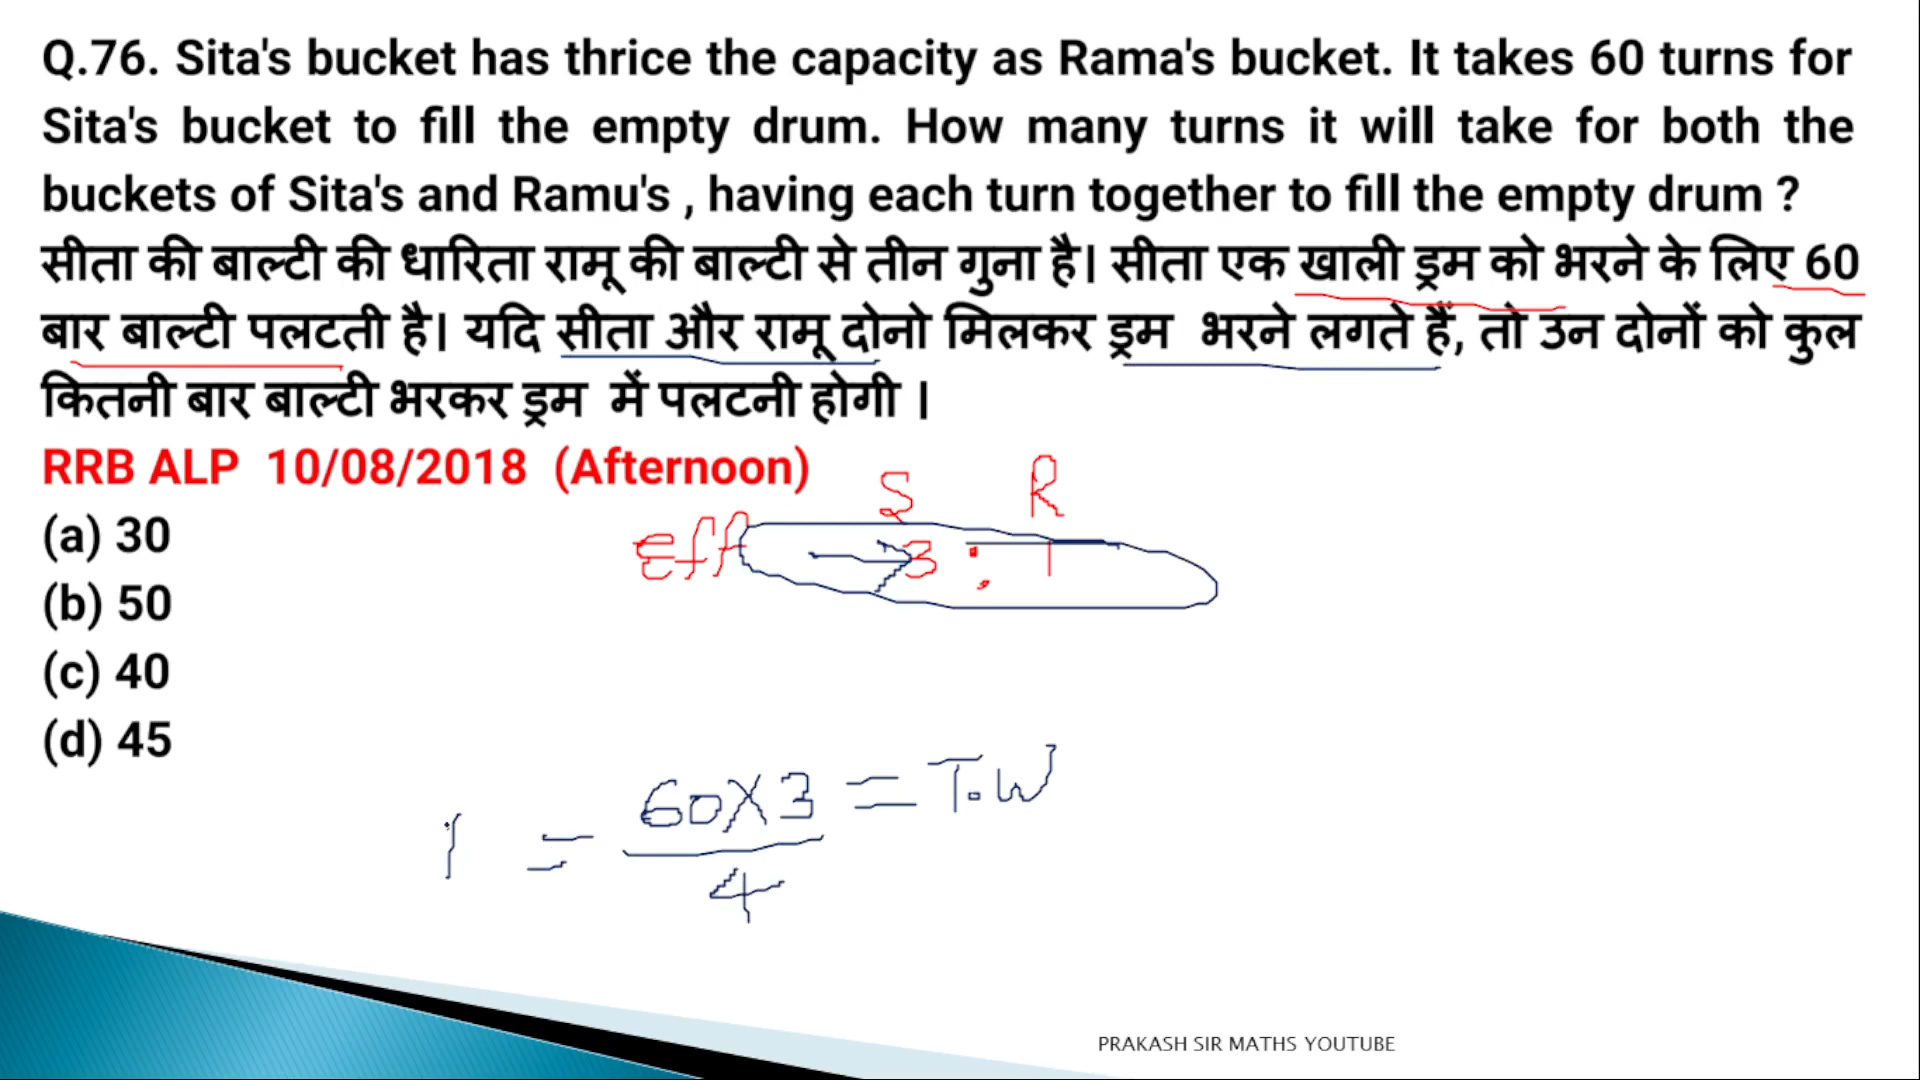 Q.76. Sita's bucket has thrice the capacity as Rama's bucket. It takes 60 turns for
Sita's bucket to fill the empty drum. How many turns it will take for both the
buckets of Sita's and Ramu's , having each turn together to fill the empty drum ?
सीता की बाल्टी की धारिता रामू की बाल्टी से तीन गुना है। सीता एक खाली ड्रम को भरने के लिए 60
बार बाल्टी पलटती है। यदि सीता और रामू दोनो मिलकर ड्रम भरने लगते हैं, तो उन दोनों को कुल
कितनी बार बाल्टी भरकर ड्रम में पलटनी होगी ।
RRB ALP 10/08/2018 (Afternoon)
S R
Eff 3 : 1
(a) 30
(b) 50
(c) 40
(d) 45
60X3 = T.W
1 =
4
PRAKASH SIR MATHS YOUTUBE